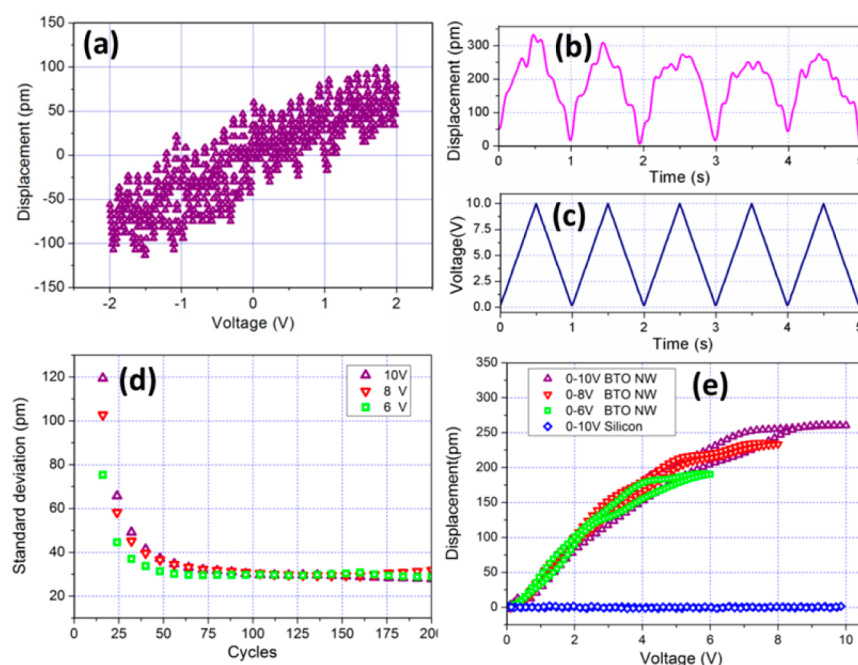 (a)
Displacement (pm)
150
100
50
0
-50
-100
-150
-2
-1
0
1
2
Voltage (V)
(b)
Displacement (pm)
300
200
100
0
0
1
2
3
4
5
Time (s)
(c)
Voltage(V)
10.0
7.5
5.0
2.5
0.0
0
1
2
3
4
5
Time (s)
(d)
10V
8 V
6 V
Standard deviation (pm)
120
100
80
60
40
20
0
25
50
75
100
125
150
175
200
Cycles
(e)
0-10V BTO NW
0-8V BTO NW
0-6V BTO NW
0-10V Silicon
Displacement(pm)
350
300
250
200
150
100
50
0
0
2
4
6
8
10
Voltage (V)